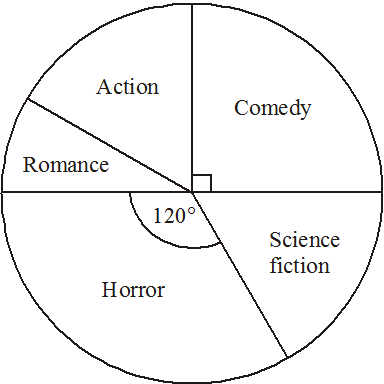 Action
Comedy
Romance
120°
Science
fiction
Horror